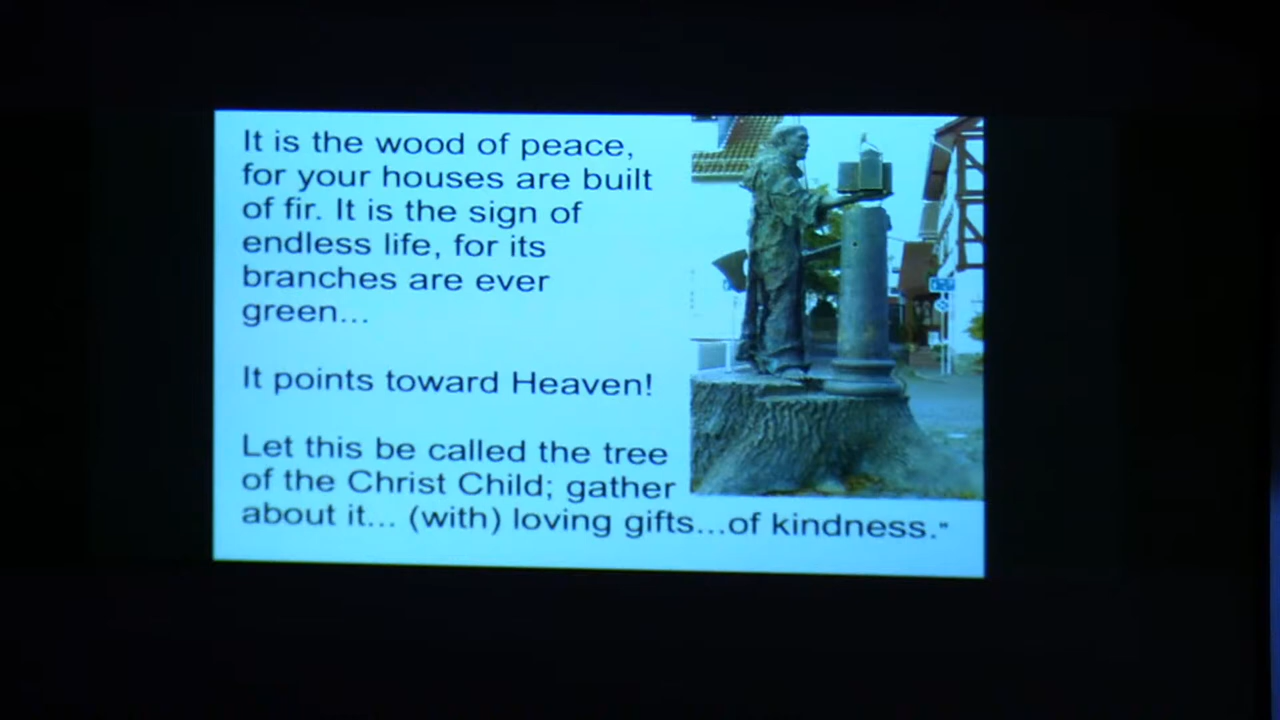 It is the wood of peace,
for your houses are built
of fir. It is the sign of
endless life, for its
branches are ever
green...
It points toward Heaven!
Let this be called the tree
of the Christ Child; gather
about it... (with) loving gifts...of kindness."